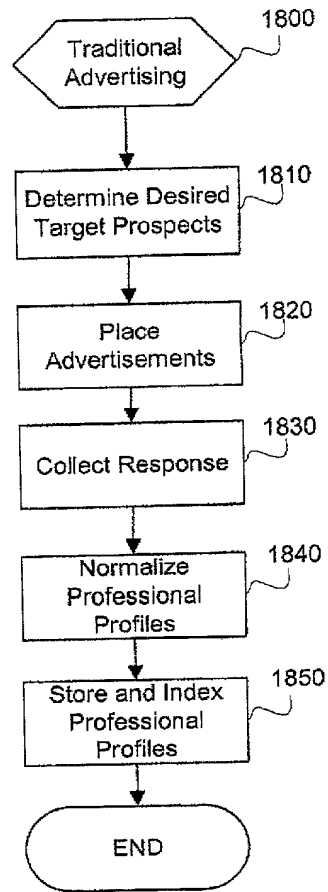 1800
Traditional
Advertising
1810
Determine Desired
Target Prospects
1820
Place
Advertisements
1830
Collect Response
1840
Normalize
Professional
Profiles
1850
Store and Index
Professional
Profiles
END